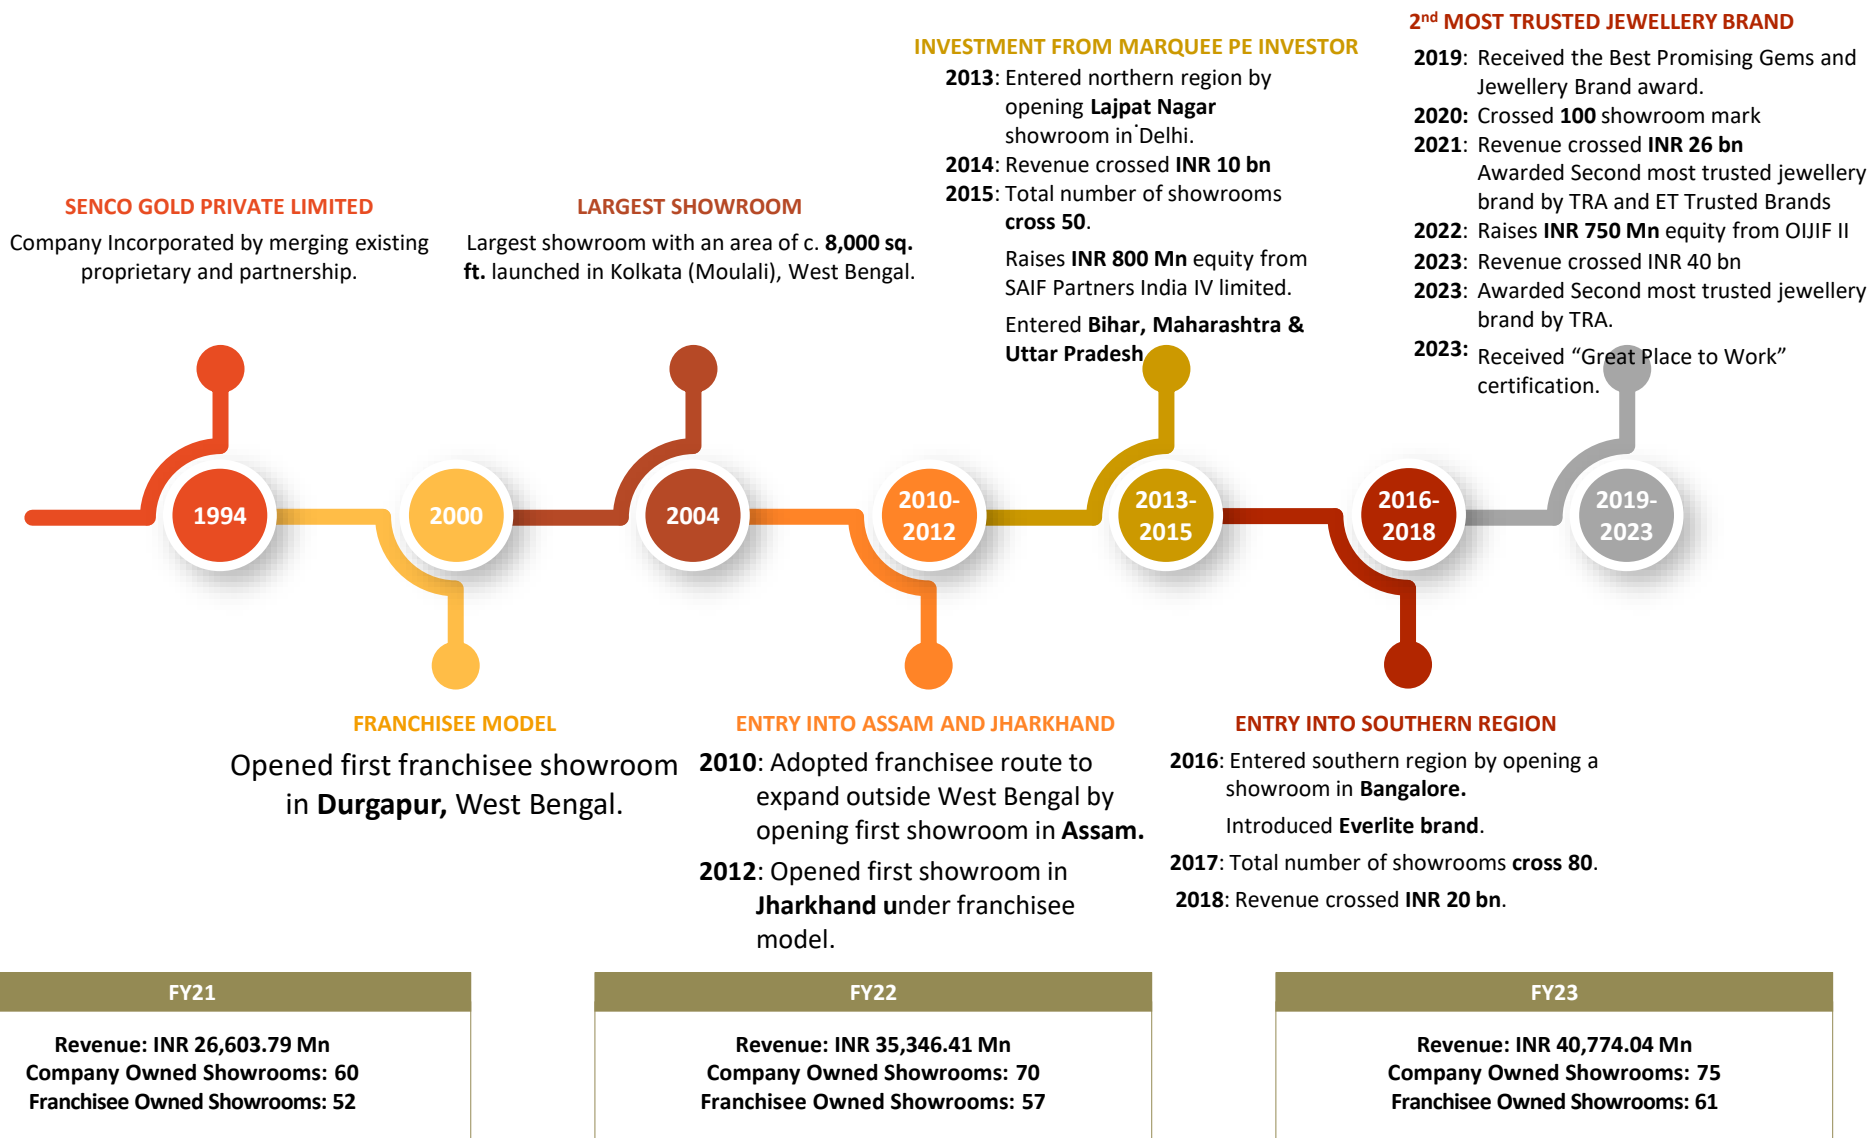 SENCO GOLD PRIVATE LIMITED
Company Incorporated by merging existing
proprietary and partnership.
LARGEST SHOWROOM
Largest showroom with an area of c. 8,000 sq.
ft. launched in Kolkata (Moulali), West Bengal.
INVESTMENT FROM MARQUEE PE INVESTOR
2013: Entered northern region by
opening Lajpat Nagar
showroom in Delhi.
2014: Revenue crossed INR 10 bn
2015: Total number of showrooms
cross 50.
Raises INR 800 Mn equity from
SAIF Partners India IV limited.
Entered Bihar, Maharashtra &
Uttar Pradesh
2nd MOST TRUSTED JEWELLERY BRAND
2019: Received the Best Promising Gems and
Jewellery Brand award.
2020: Crossed 100 showroom mark
2021: Revenue crossed INR 26 bn
Awarded Second most trusted jewellery
brand by TRA and ET Trusted Brands
2022: Raises INR 750 Mn equity from OIJIF II
2023: Revenue crossed INR 40 bn
2023: Awarded Second most trusted jewellery
brand by TRA.
2023: Received “Great Place to Work”
certification.
1994
2000
2004
2010-
2012
2013-
2015
2016-
2018
2019-
2023
FRANCHISEE MODEL
Opened first franchisee showroom
in Durgapur, West Bengal.
ENTRY INTO ASSAM AND JHARKHAND
2010: Adopted franchisee route to
expand outside West Bengal by
opening first showroom in Assam.
2012: Opened first showroom in
Jharkhand under franchisee
model.
ENTRY INTO SOUTHERN REGION
2016: Entered southern region by opening a
showroom in Bangalore.
Introduced Everlite brand.
2017: Total number of showrooms cross 80.
2018: Revenue crossed INR 20 bn.
FY21
Revenue: INR 26,603.79 Mn
Company Owned Showrooms: 60
Franchisee Owned Showrooms: 52
FY22
Revenue: INR 35,346.41 Mn
Company Owned Showrooms: 70
Franchisee Owned Showrooms: 57
FY23
Revenue: INR 40,774.04 Mn
Company Owned Showrooms: 75
Franchisee Owned Showrooms: 61